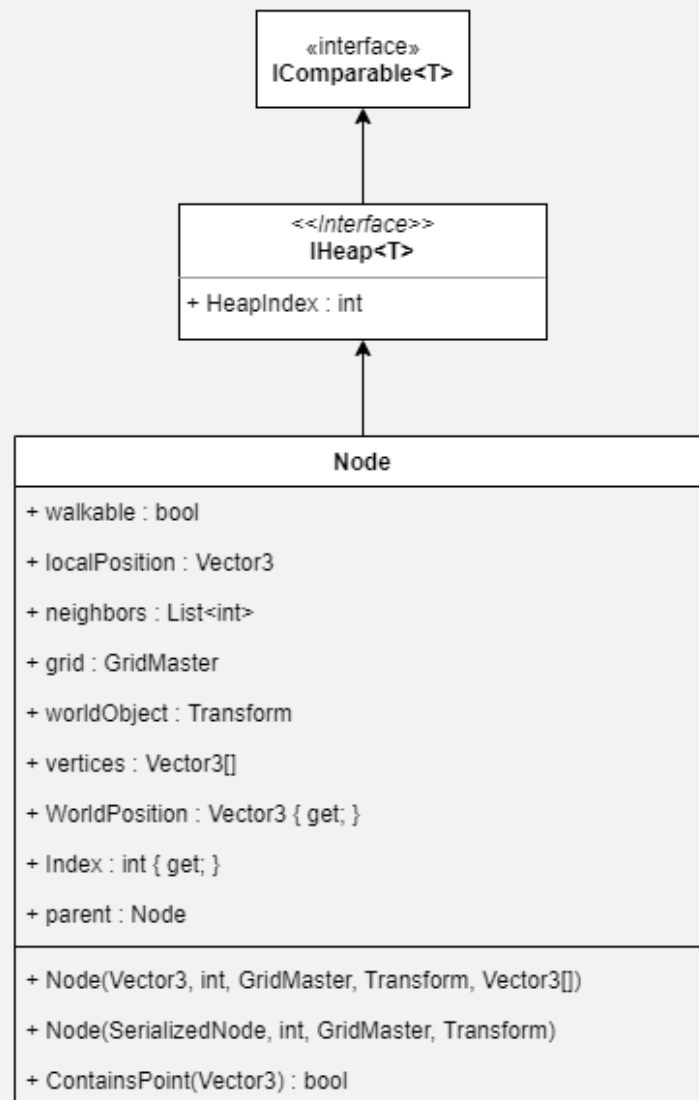 «interface»
IComparable<T>
<<Interface>>
IHeap<T>
+ HeapIndex : int
Node
+ walkable : bool
+ localPosition : Vector3
+ neighbors : List<int>
+ grid : GridMaster
+ worldObject : Transform
+ vertices : Vector3[]
+ WorldPosition : Vector3 { get; }
+ Index : int { get; }
+ parent : Node
+ Node(Vector3, int, GridMaster, Transform, Vector3[])
+ Node(SerializedNode, int, GridMaster, Transform)
+ ContainsPoint(Vector3) : bool